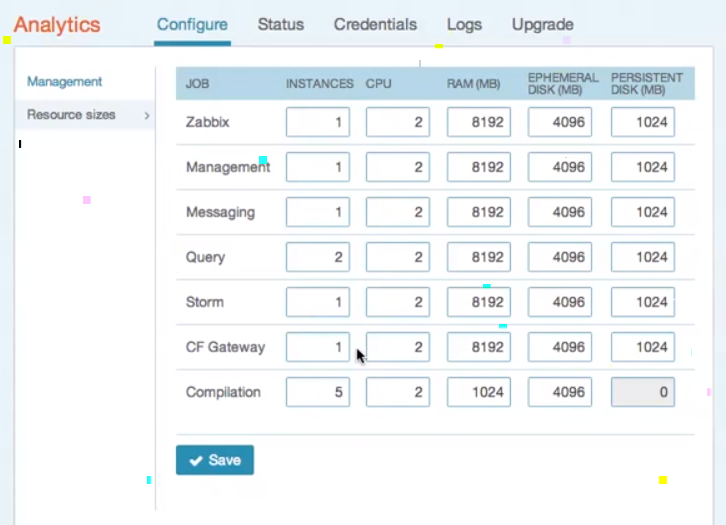 Analytics Configure Status Credentials Logs Upgrade
Management
Resource sizes
JOB INSTANCES CPU RAM (MB) EPHEMERAL DISK (MB) PERSISTENT DISK (MB)
Zabbix 1 2 8192 4096 1024
Management 1 2 8192 4096 1024
Messaging 1 2 8192 4096 1024
Query 2 2 8192 4096 1024
Storm 1 2 8192 4096 1024
CF Gateway 1 2 8192 4096 1024
Compilation 5 2 1024 4096 0
Save